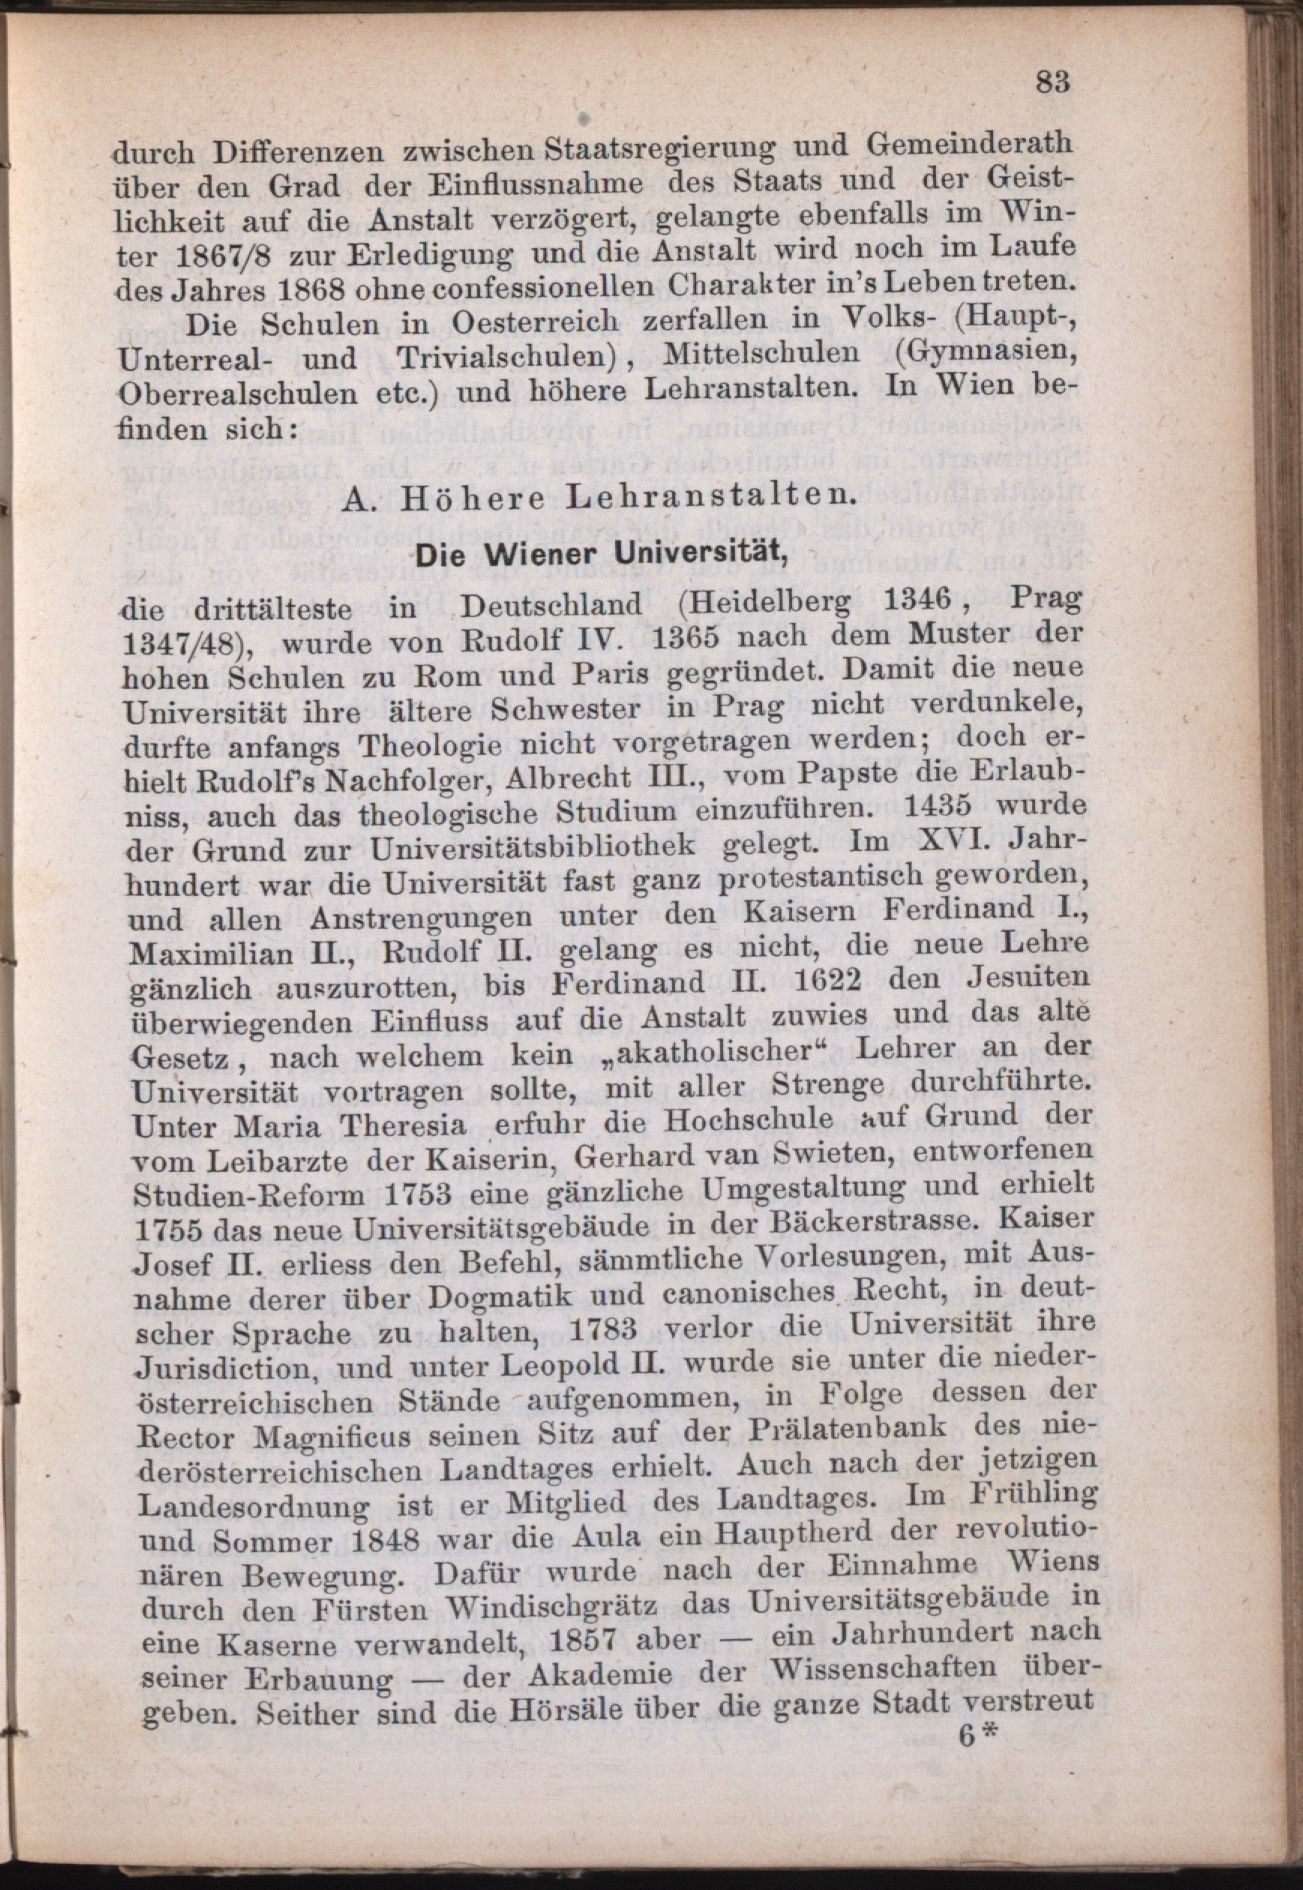 83
durch Differenzen zwischen Staatsregierung und Gemeinderath
über den Grad der Einflussnahme des Staats und der Geist-
lichkeit auf die Anstalt verzögert, gelangte ebenfalls im Win-
ter 1867/8 zur Erledigung und die Anstalt wird noch im Laufe
des Jahres 1868 ohne confessionellen Charakter in's Leben treten.
Die Schulen in Oesterreich zerfallen in Volks- (Haupt-,
Unterreal- und Trivialschulen), Mittelschulen (Gymnasien,
Oberrealschulen etc.) und höhere Lehranstalten. In Wien be-
finden sich:
A. Höhere Lehranstalten.
Die Wiener Universität,
die drittälteste in Deutschland (Heidelberg 1346, Prag
1347/48), wurde von Rudolf IV. 1365 nach dem Muster der
hohen Schulen zu Rom und Paris gegründet. Damit die neue
Universität ihre ältere Schwester in Prag nicht verdunkele,
durfte anfangs Theologie nicht vorgetragen werden; doch er-
hielt Rudolf's Nachfolger, Albrecht III., vom Papste die Erlaub-
niss, auch das theologische Studium einzuführen. 1435 wurde
der Grund zur Universitätsbibliothek gelegt. Im XVI. Jahr-
hundert war die Universität fast ganz protestantisch geworden,
und allen Anstrengungen unter den Kaisern Ferdinand I.,
Maximilian II., Rudolf II. gelang es nicht, die neue Lehre
gänzlich auszurotten, bis Ferdinand II. 1622 den Jesuiten
überwiegenden Einfluss auf die Anstalt zuwies und das alte
Gesetz, nach welchem kein „akatholischer“ Lehrer an der
Universität vortragen sollte, mit aller Strenge durchführte.
Unter Maria Theresia erfuhr die Hochschule auf Grund der
vom Leibarzte der Kaiserin, Gerhard van Swieten, entworfenen
Studien-Reform 1753 eine gänzliche Umgestaltung und erhielt
1755 das neue Universitätsgebäude in der Bäckerstrasse. Kaiser
Josef II. erliess den Befehl, sämmtliche Vorlesungen, mit Aus-
nahme derer über Dogmatik und canonisches Recht, in deut-
scher Sprache zu halten, 1783 verlor die Universität ihre
Jurisdiction, und unter Leopold II. wurde sie unter die nieder-
österreichischen Stände aufgenommen, in Folge dessen der
Rector Magnificus seinen Sitz auf der Prälatenbank des nie-
derösterreichischen Landtages erhielt. Auch nach der jetzigen
Landesordnung ist er Mitglied des Landtages. Im Frühling
und Sommer 1848 war die Aula ein Hauptherd der revolutio-
nären Bewegung. Dafür wurde nach der Einnahme Wiens
durch den Fürsten Windischgrätz das Universitätsgebäude in
eine Kaserne verwandelt, 1857 aber — ein Jahrhundert nach
seiner Erbauung — der Akademie der Wissenschaften über-
geben. Seither sind die Hörsäle über die ganze Stadt verstreut
6*